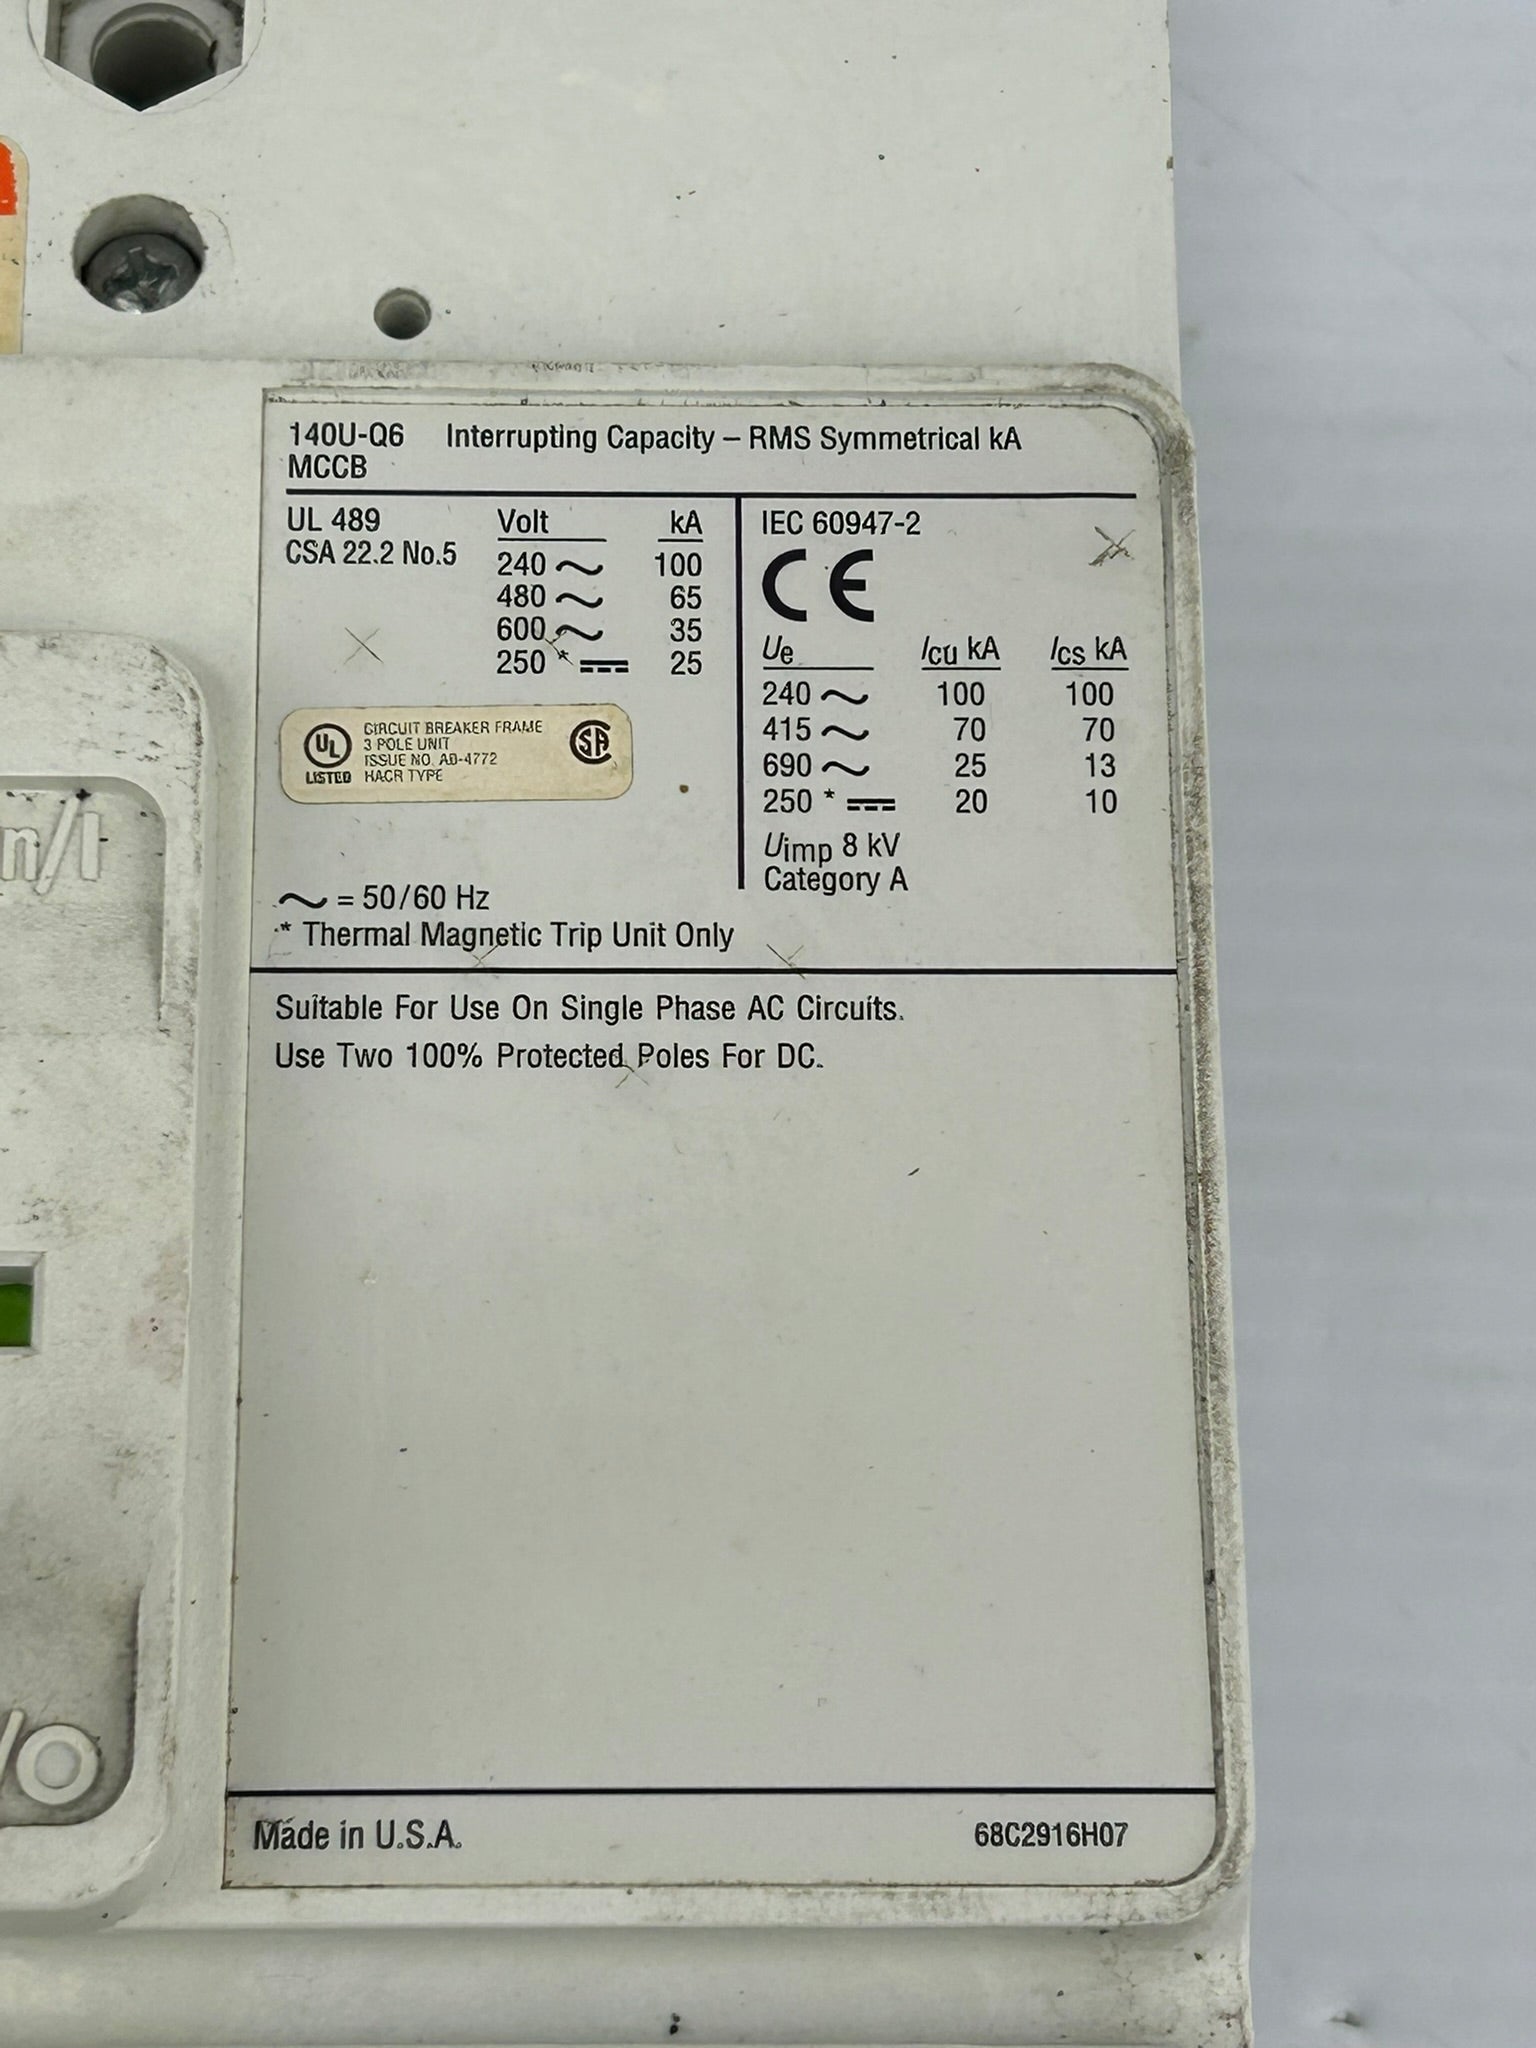 140U-Q6 Interrupting Capacity – RMS Symmetrical kA
MCCB
UL 489
CSA 22.2 No.5
Volt kA
240 ~ 100
480 ~ 65
600 ~ 35
250 * ⎓ 25
UL
LISTED
CIRCUIT BREAKER FRAME
3 POLE UNIT
ISSUE NO. AD-4772
HACR TYPE
SA
IEC 60947-2
CE
Ue Icu kA Ics kA
240 ~ 100 100
415 ~ 70 70
690 ~ 25 13
250 * ⎓ 20 10
Uimp 8 kV
Category A
~ = 50/60 Hz
* Thermal Magnetic Trip Unit Only
Suitable For Use On Single Phase AC Circuits.
Use Two 100% Protected Poles For DC.
n/I
/O
Made in U.S.A. 68C2916H07